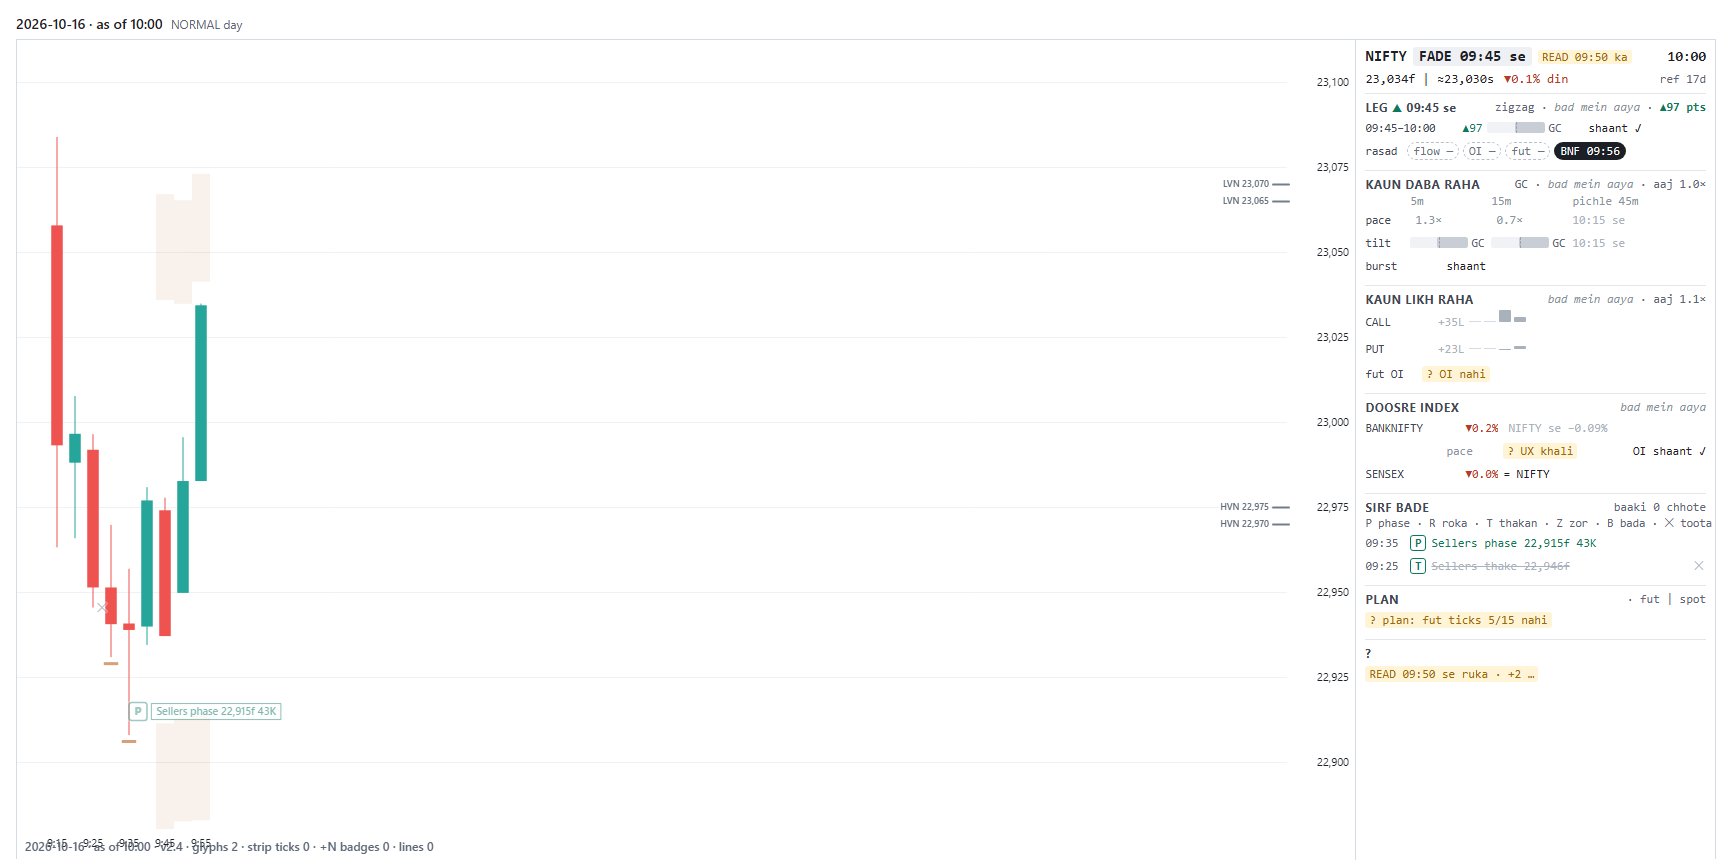 2026-10-16 · as of 10:00 NORMAL day
23,100
23,075
23,050
23,025
23,000
22,975
22,950
22,925
22,900
LVN 23,070
LVN 23,065
HVN 22,975
HVN 22,970
P Sellers phase 22,915f 43K
9:15 9:25 9:35 9:45 9:55
2026-10-16 · as of 10:00 · v2.4 · glyphs 2 · strip ticks 0 · +N badges 0 · lines 0
NIFTY FADE 09:45 se READ 09:50 ka 10:00
23,034f | ≈23,030s ▼0.1% din ref 17d
LEG ▲ 09:45 se zigzag · bad mein aaya · ▲97 pts
09:45–10:00 ▲97 GC shaant ✓
rasad flow – OI – fut – BNF 09:56
KAUN DABA RAHA GC · bad mein aaya · aaj 1.0×
5m 15m pichle 45m
pace 1.3× 0.7× 10:15 se
tilt GC GC 10:15 se
burst shaant
KAUN LIKH RAHA bad mein aaya · aaj 1.1×
CALL +35L
PUT +23L
fut OI ? OI nahi
DOOSRE INDEX bad mein aaya
BANKNIFTY ▼0.2% NIFTY se −0.09%
pace ? UX khali OI shaant ✓
SENSEX ▼0.0% = NIFTY
SIRF BADE baaki 0 chhote
P phase · R roka · T thakan · Z zor · B bada · ✕ toota
09:35 P Sellers phase 22,915f 43K
09:25 T Sellers thake 22,946f ✕
PLAN · fut | spot
? plan: fut ticks 5/15 nahi
?
READ 09:50 se ruka · +2 …